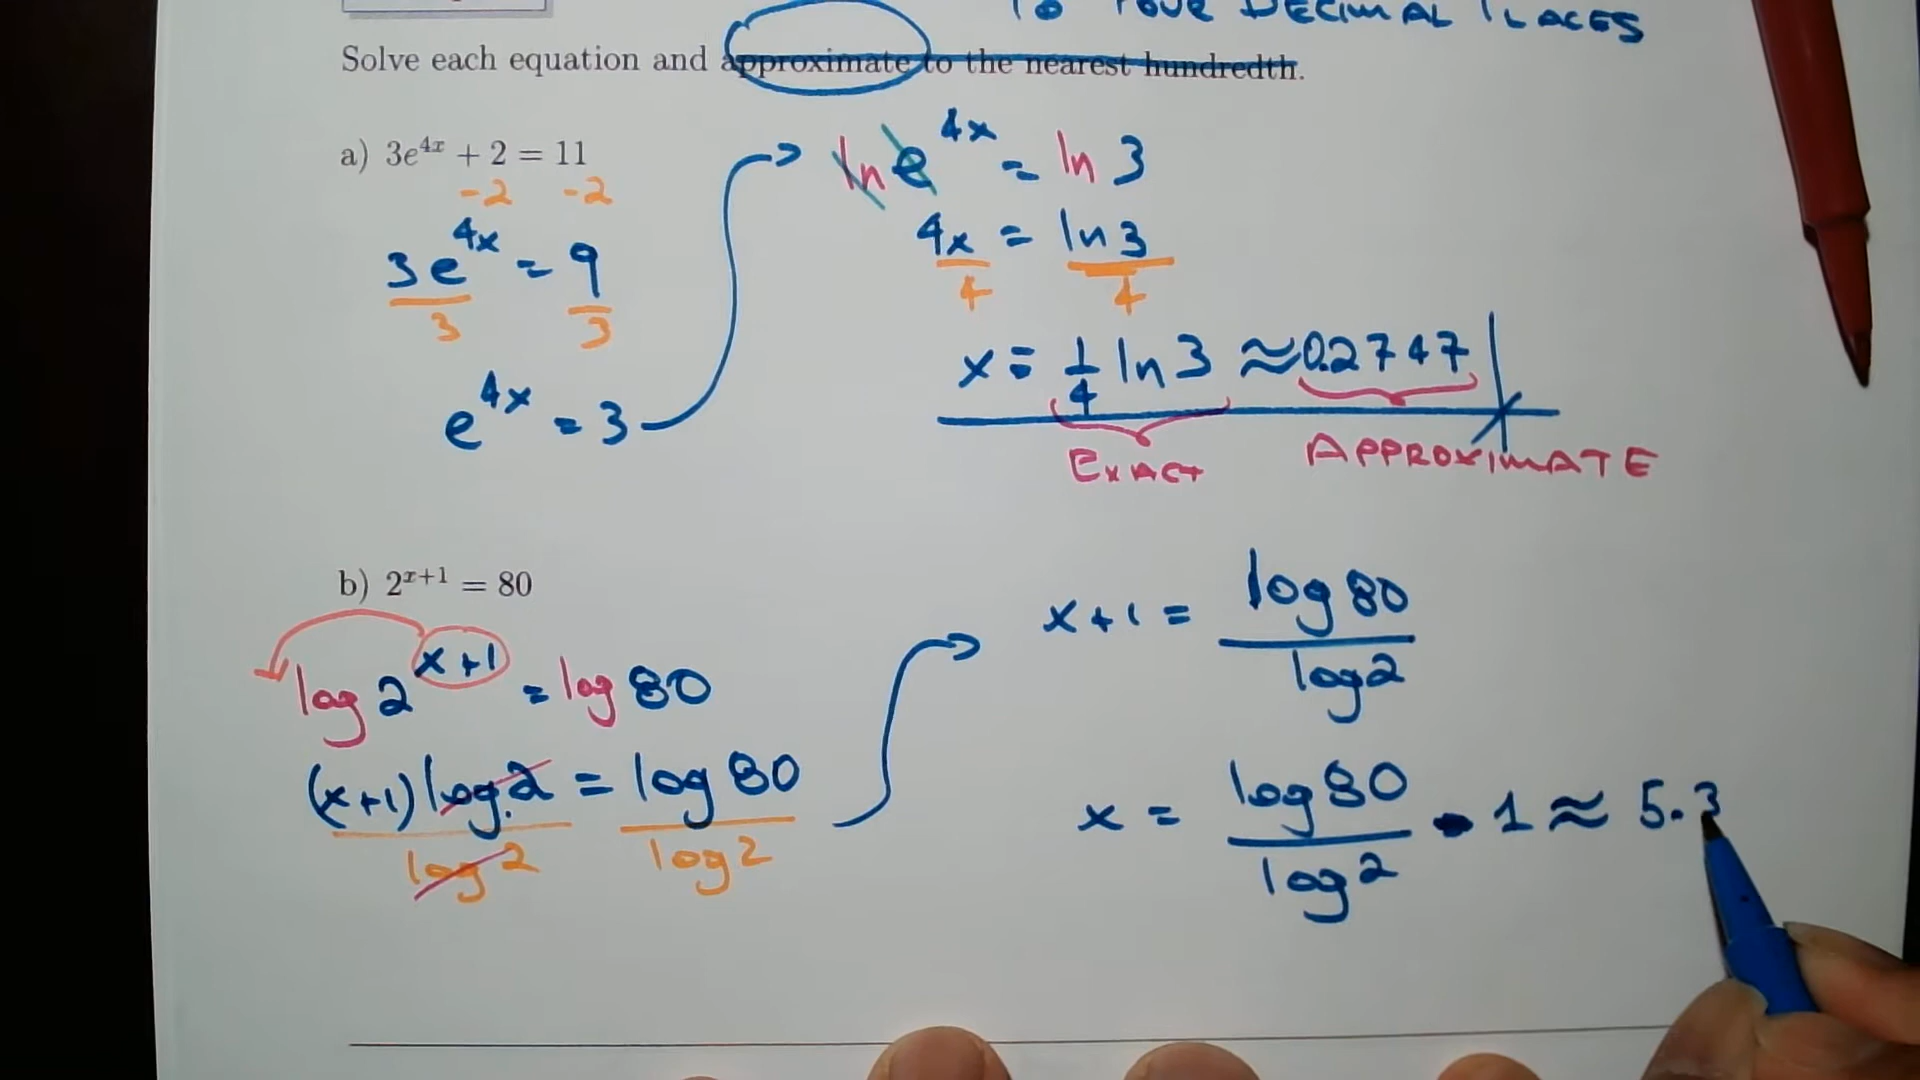 TO FOUR DECIMAL PLACES
Solve each equation and approximate to the nearest hundredth.
a) 3e^{4x} + 2 = 11
-2 -2
3e^{4x} = 9
3 3
e^{4x} = 3
ln e^{4x} = ln 3
4x = ln 3
4 4
x = 1/4 ln 3 ≈ 0.2747
EXACT APPROXIMATE
b) 2^{x+1} = 80
log 2^{x+1} = log 80
(x+1) log 2 = log 80
log 2 log 2
x+1 = log 80 / log 2
x = log 80 / log 2 - 1 ≈ 5.3